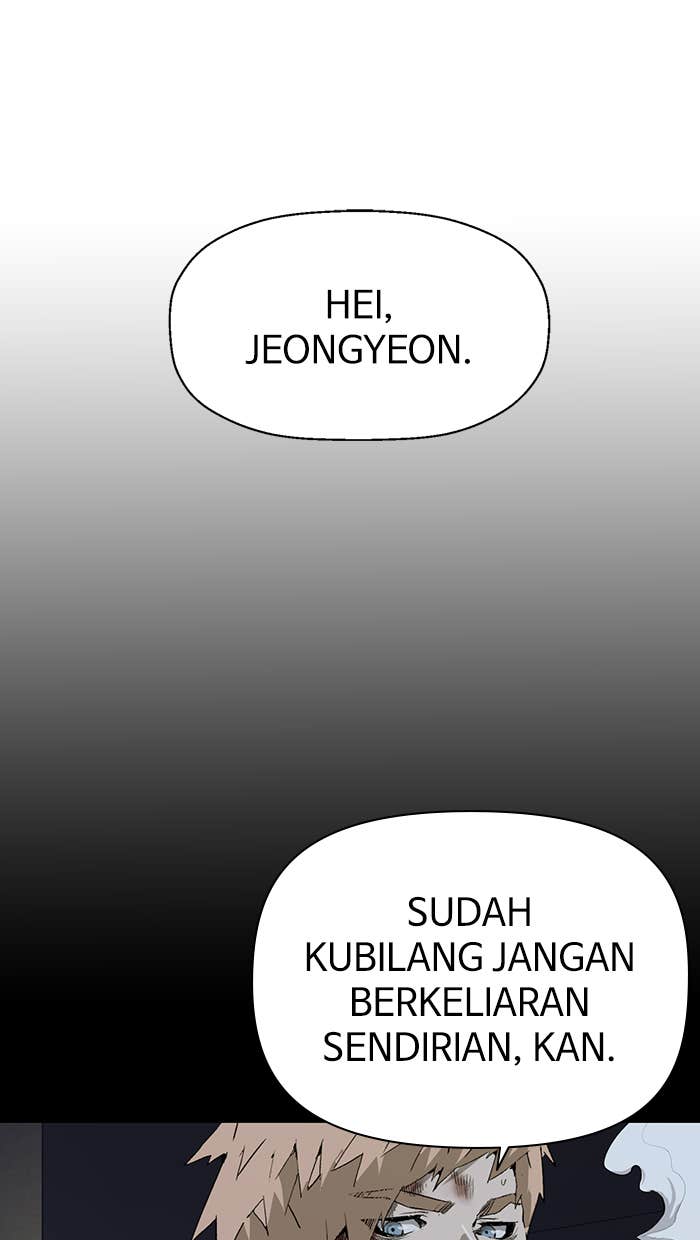 HEI,
JEONGYEON.
SUDAH
KUBILANG JANGAN
BERKELIARAN
SENDIRIAN, KAN.